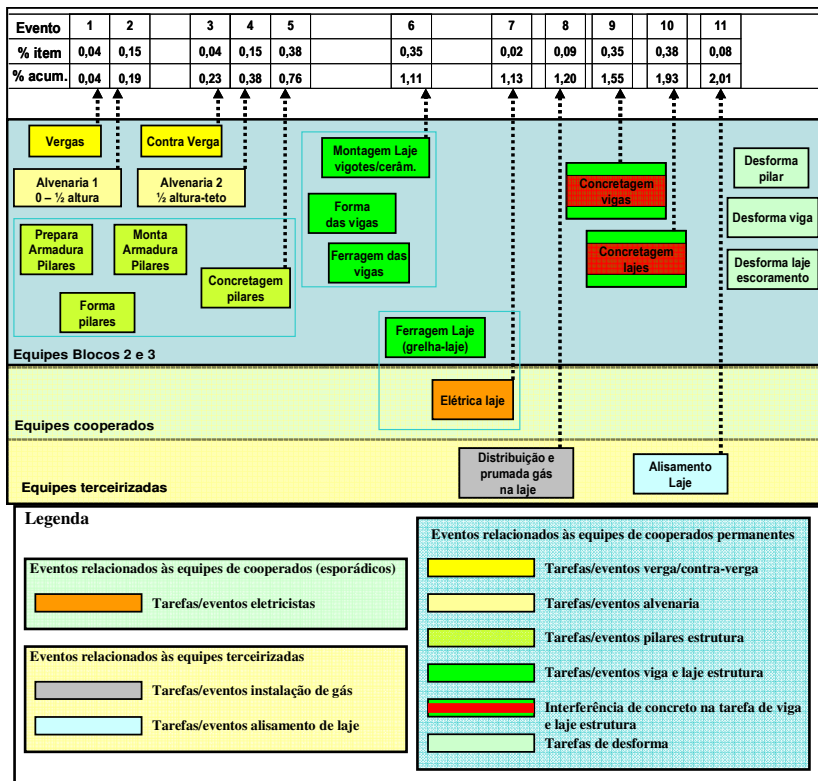 Evento 1 2 3 4 5 6 7 8 9 10 11
% item 0,04 0,15 0,04 0,15 0,38 0,35 0,02 0,09 0,35 0,38 0,08
% acum. 0,04 0,19 0,23 0,38 0,76 1,11 1,13 1,20 1,55 1,93 2,01
Vergas
Contra Verga
Alvenaria 1
0 – ½ altura
Alvenaria 2
½ altura-teto
Prepara
Armadura
Pilares
Monta
Armadura
Pilares
Forma
pilares
Concretagem
pilares
Montagem Laje
vigotes/cerâm.
Forma
das vigas
Ferragem das
vigas
Concretagem
vigas
Concretagem
lajes
Desforma
pilar
Desforma viga
Desforma laje
escoramento
Ferragem Laje
(grelha-laje)
Equipes Blocos 2 e 3
Elétrica laje
Equipes cooperados
Distribuição e
prumada gás
na laje
Alisamento
Laje
Equipes terceirizadas
Legenda
Eventos relacionados às equipes de cooperados (esporádicos)
Tarefas/eventos eletricistas
Eventos relacionados às equipes terceirizadas
Tarefas/eventos instalação de gás
Tarefas/eventos alisamento de laje
Eventos relacionados às equipes de cooperados permanentes
Tarefas/eventos verga/contra-verga
Tarefas/eventos alvenaria
Tarefas/eventos pilares estrutura
Tarefas/eventos viga e laje estrutura
Interferência de concreto na tarefa de viga
e laje estrutura
Tarefas de desforma